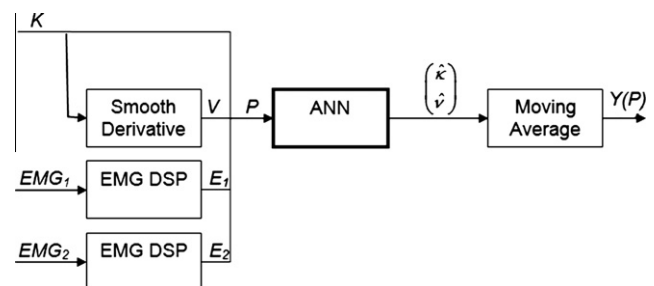 K
Smooth
Derivative
V
P
ANN
(κ̂
ν̂)
Moving
Average
Y(P)
EMG₁
EMG DSP
E₁
EMG₂
EMG DSP
E₂